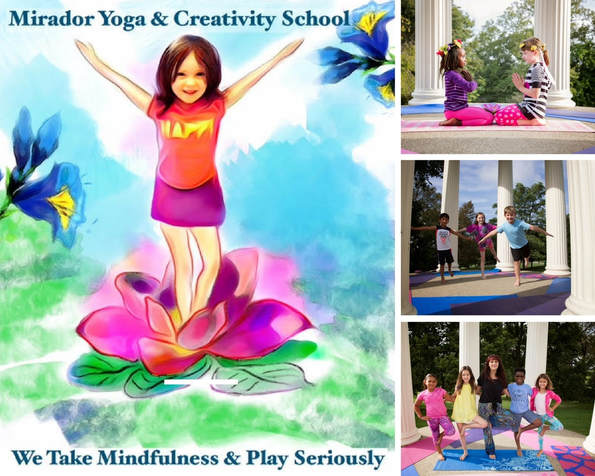 Mirador Yoga & Creativity School
We Take Mindfulness & Play Seriously